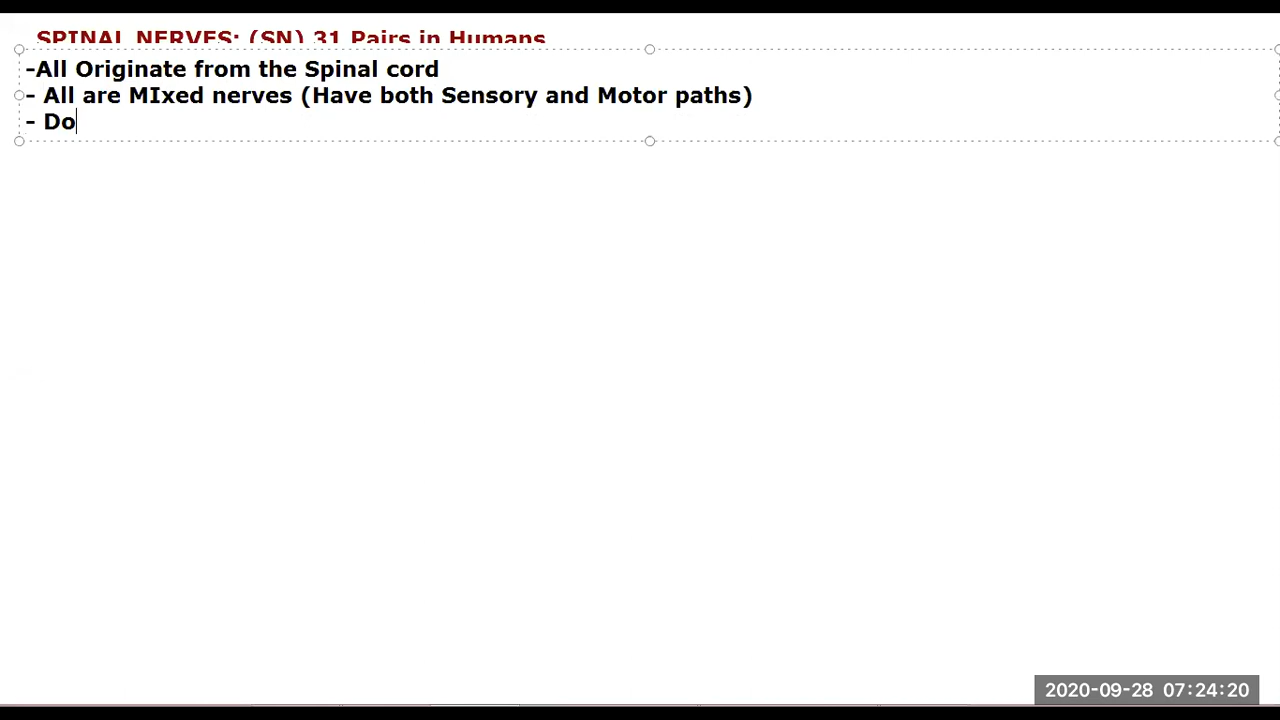 SPINAL NERVES: (SN) 31 Pairs in Humans
-All Originate from the Spinal cord
- All are MIxed nerves (Have both Sensory and Motor paths)
- Do
2020-09-28 07:24:20